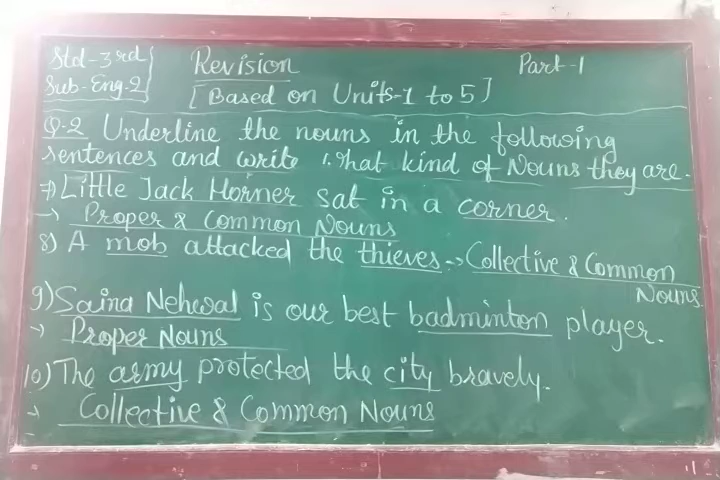 Std-3rd
Sub-Eng-2
Revision
Part-1
[Based on Units-1 to 5]
Q-2 Underline the nouns in the following
sentences and write what kind of Nouns they are.
7) Little Jack Horner sat in a corner.
→ Proper & Common Nouns
8) A mob attacked the thieves → Collective & Common
Nouns
9) Saina Nehwal is our best badminton player.
→ Proper Nouns
10) The army protected the city bravely.
→ Collective & Common Nouns